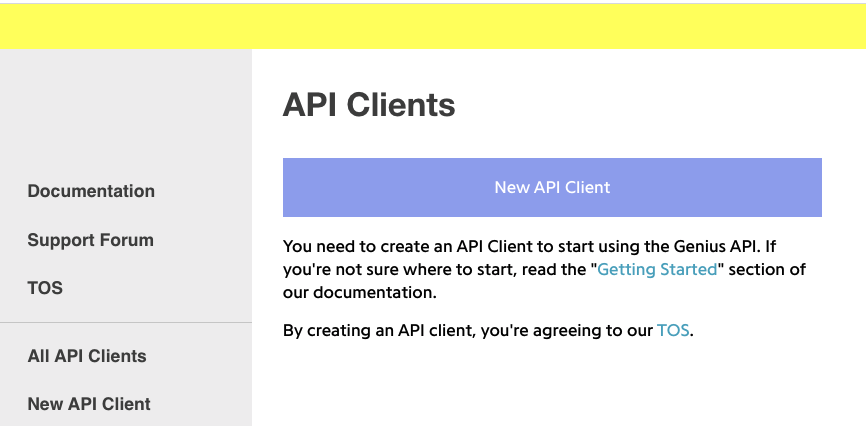 API Clients
Documentation
Support Forum
TOS
All API Clients
New API Client
New API Client
You need to create an API Client to start using the Genius API. If
you're not sure where to start, read the "Getting Started" section of
our documentation.
By creating an API client, you're agreeing to our TOS.